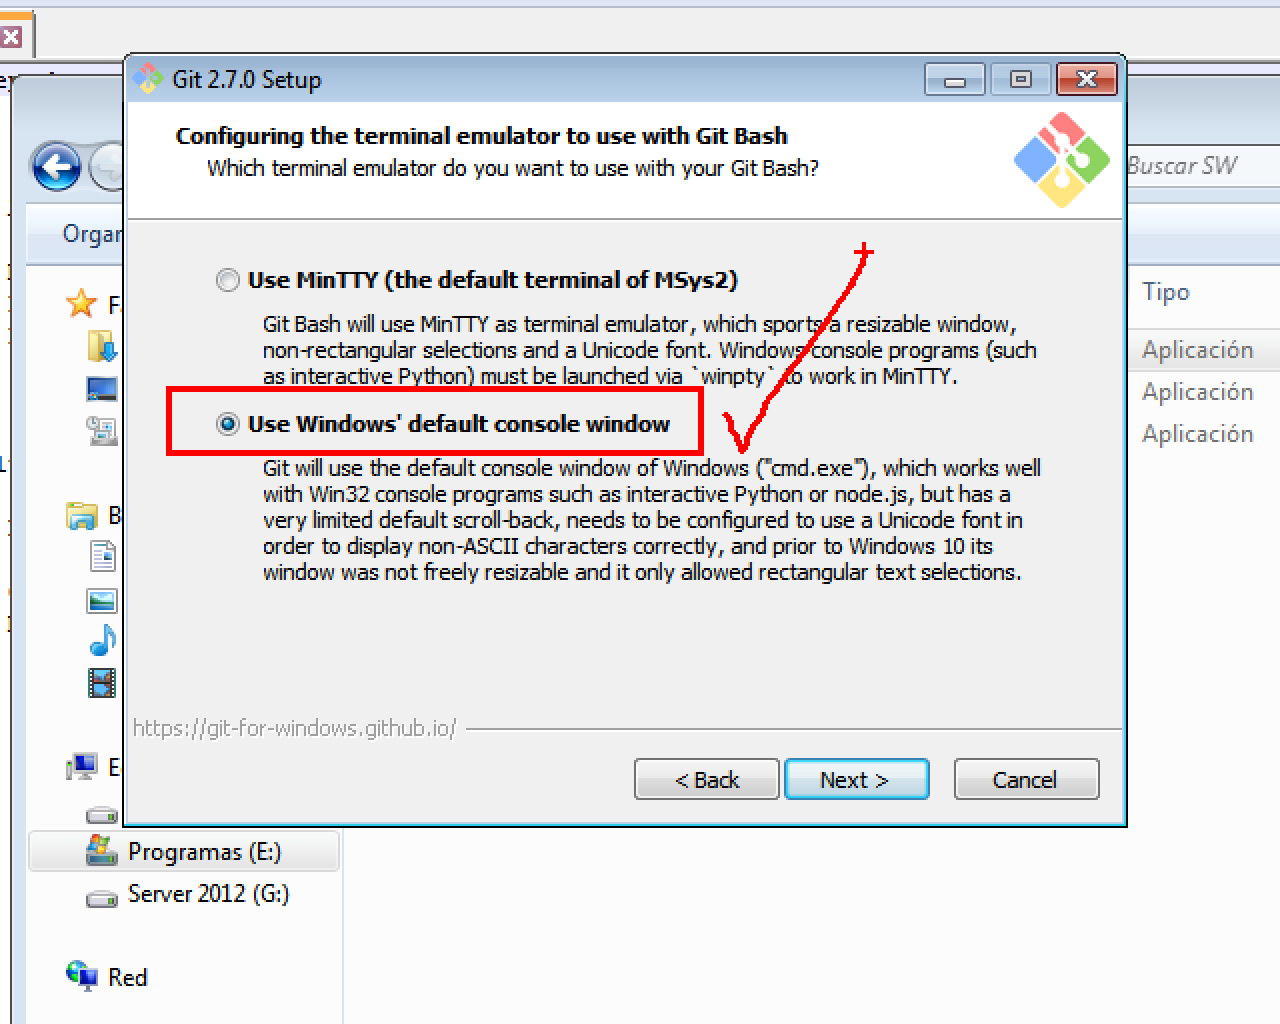 Git 2.7.0 Setup
Configuring the terminal emulator to use with Git Bash
Which terminal emulator do you want to use with your Git Bash?
Buscar SW
Organ
Tipo
Use MinTTY (the default terminal of MSys2)
Git Bash will use MinTTY as terminal emulator, which sports a resizable window,
non-rectangular selections and a Unicode font. Windows console programs (such
as interactive Python) must be launched via `winpty` to work in MinTTY.
Aplicación
Aplicación
Aplicación
Use Windows' default console window
Git will use the default console window of Windows ("cmd.exe"), which works well
with Win32 console programs such as interactive Python or node.js, but has a
very limited default scroll-back, needs to be configured to use a Unicode font in
order to display non-ASCII characters correctly, and prior to Windows 10 its
window was not freely resizable and it only allowed rectangular text selections.
https://git-for-windows.github.io/
< Back
Next >
Cancel
Programas (E:)
Server 2012 (G:)
Red